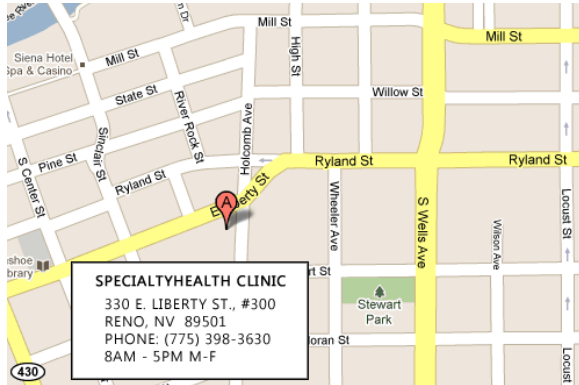 Mill St
Mill St
Siena Hotel
Spa & Casino
Mill St
High St
State St
Willow St
River Rock St
Holcomb Ave
Sinclair St
Pine St
S Center St
Ryland St
Ryland St
Ryland St
E Liberty St
A
Wheeler Ave
S Wells Ave
Wilson Ave
Locust St
Locust St
Library
Stewart
Park
SPECIALTYHEALTH CLINIC
330 E. LIBERTY ST., #300
RENO, NV 89501
PHONE: (775) 398-3630
8AM - 5PM M-F
430